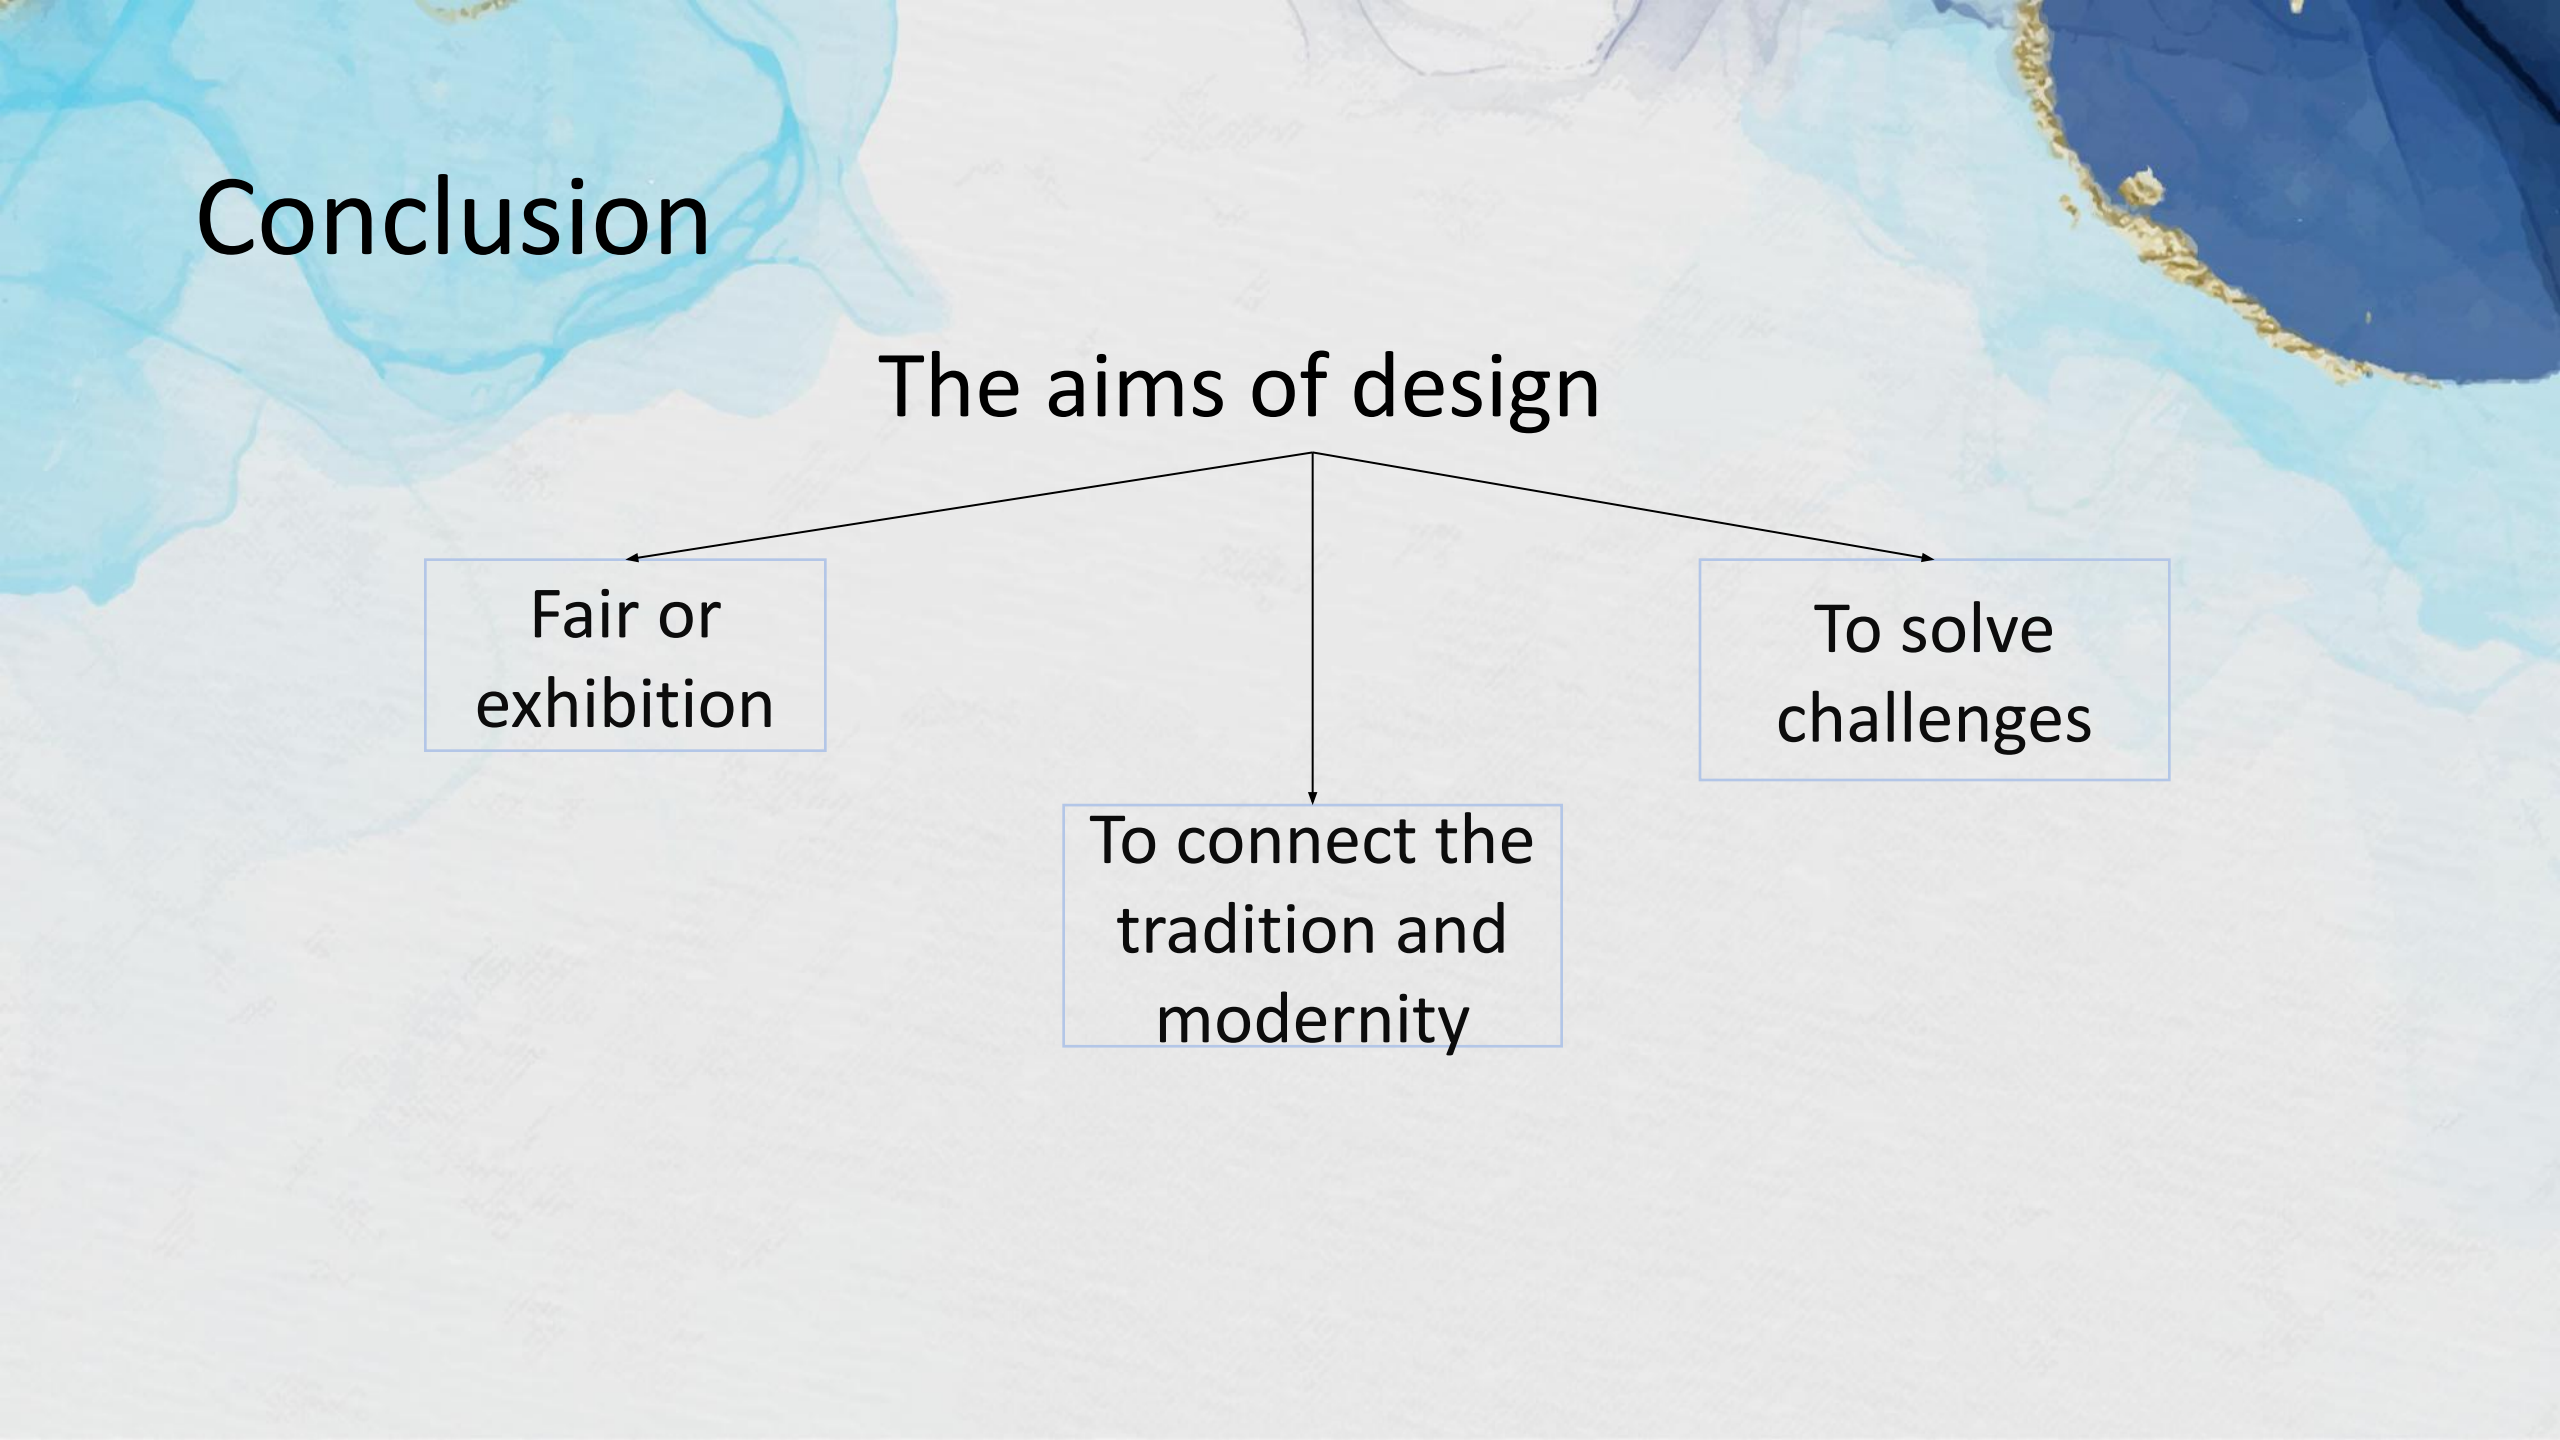 Conclusion
The aims of design
Fair or
exhibition
To solve
challenges
To connect the
tradition and
modernity